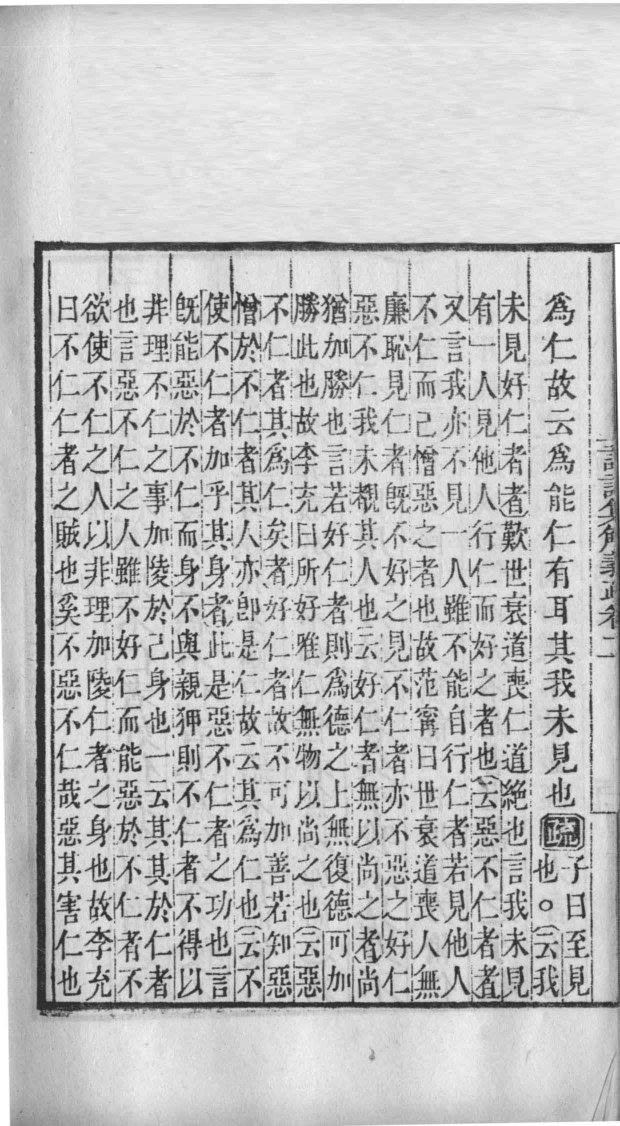 爲仁故云爲能仁有耳其我未見也疏子曰至見
也○云我
未見好仁者者歎世衰道喪仁道絶也言我未見
有一人見他人行仁而好之者也云惡不仁者者
又言我亦不見一人雖不能自行仁者若見他人
不仁而己憎惡之者也故范甯曰世衰道喪人無
廉恥見仁者既不好之見不仁者亦不惡之好仁
惡不仁我未覩其人也云好仁者無以尚之者尚
猶加勝也言若好仁者則爲德之上無復德可加
勝此也故李充曰所好雅仁無物以尚之也云惡
不仁者其爲仁矣者好仁者故不可加善若知惡
憎於不仁者其人亦卽是仁故云其爲仁也云不
使不仁者加乎其身者此是惡不仁者之功也言
旣能惡於不仁而身不與親狎則不仁者不得以
非理不仁之事加陵於己身也一云其其於仁者
也言惡不仁之人雖不好仁而能惡於不仁者不
欲使不仁之人以非理加陵仁者之身也故李充
曰不仁仁者之賊也奚不惡不仁哉惡其害仁也